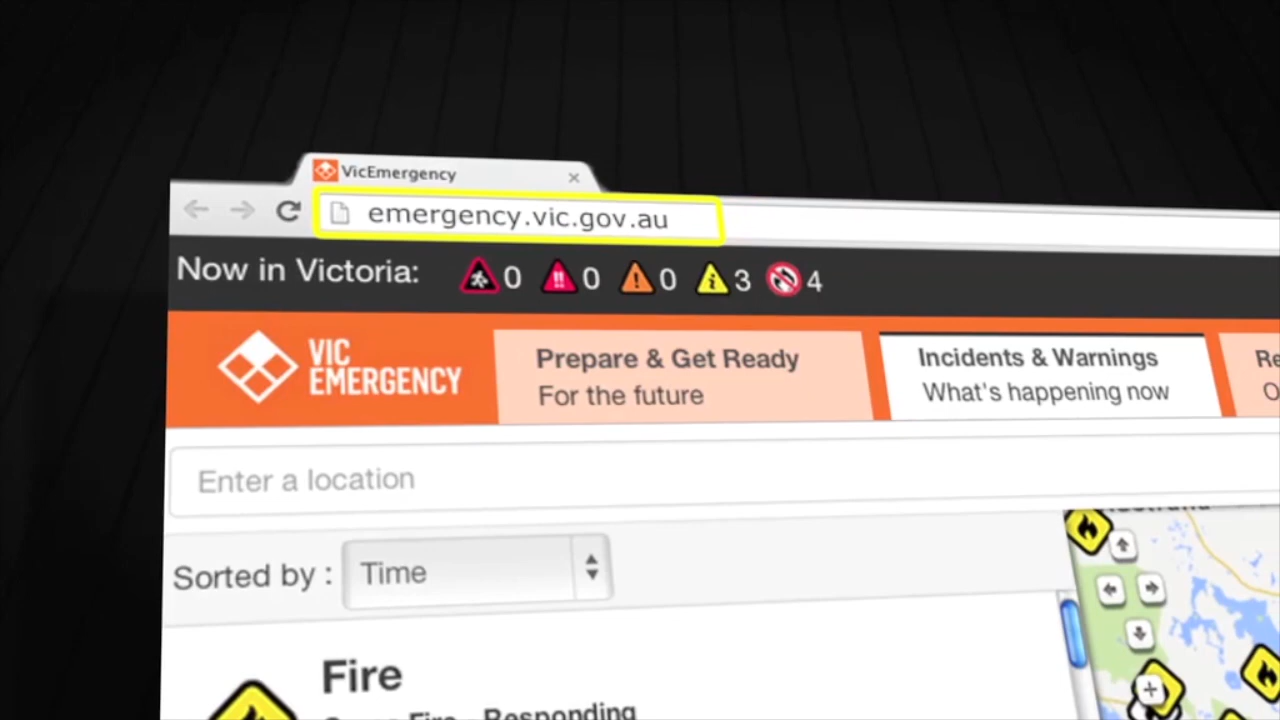 VicEmergency
emergency.vic.gov.au
Now in Victoria: 0 0 0 3 4
VIC
EMERGENCY
Prepare & Get Ready
For the future
Incidents & Warnings
What's happening now
Enter a location
Sorted by :
Time
Fire
Fire - Responding